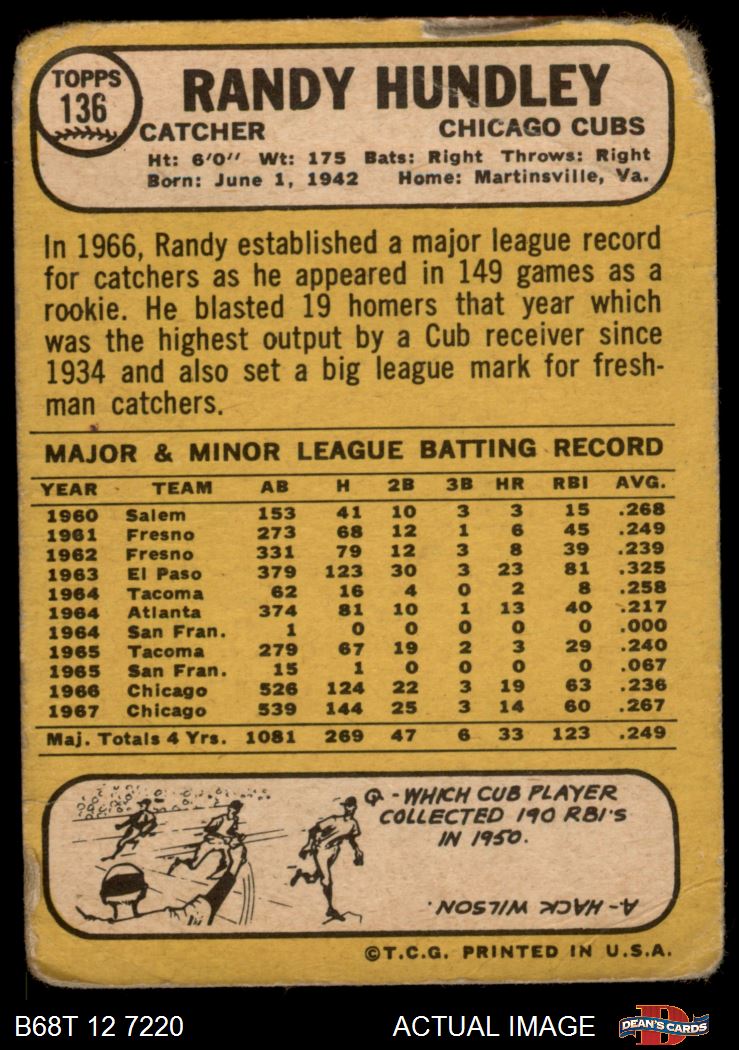 TOPPS
136
RANDY HUNDLEY
CATCHER CHICAGO CUBS
Ht: 6'0" Wt: 175 Bats: Right Throws: Right
Born: June 1, 1942 Home: Martinsville, Va.
In 1966, Randy established a major league record
for catchers as he appeared in 149 games as a
rookie. He blasted 19 homers that year which
was the highest output by a Cub receiver since
1934 and also set a big league mark for fresh-
man catchers.
MAJOR & MINOR LEAGUE BATTING RECORD
YEAR TEAM AB H 2B 3B HR RBI AVG.
1960 Salem 153 41 10 3 3 15 .268
1961 Fresno 273 68 12 1 6 45 .249
1962 Fresno 331 79 12 3 8 39 .239
1963 El Paso 379 123 30 3 23 81 .325
1964 Tacoma 62 16 4 0 2 8 .258
1964 Atlanta 374 81 10 1 13 40 .217
1964 San Fran. 1 0 0 0 0 0 .000
1965 Tacoma 279 67 19 2 3 29 .240
1965 San Fran. 15 1 0 0 0 0 .067
1966 Chicago 526 124 22 3 19 63 .236
1967 Chicago 539 144 25 3 14 60 .267
Maj. Totals 4 Yrs. 1081 269 47 6 33 123 .249
Q - WHICH CUB PLAYER
COLLECTED 190 RBI'S
IN 1950.
A- HACK WILSON.
©T.C.G. PRINTED IN U.S.A.
B68T 12 7220 ACTUAL IMAGE
D
DEAN'S CARDS